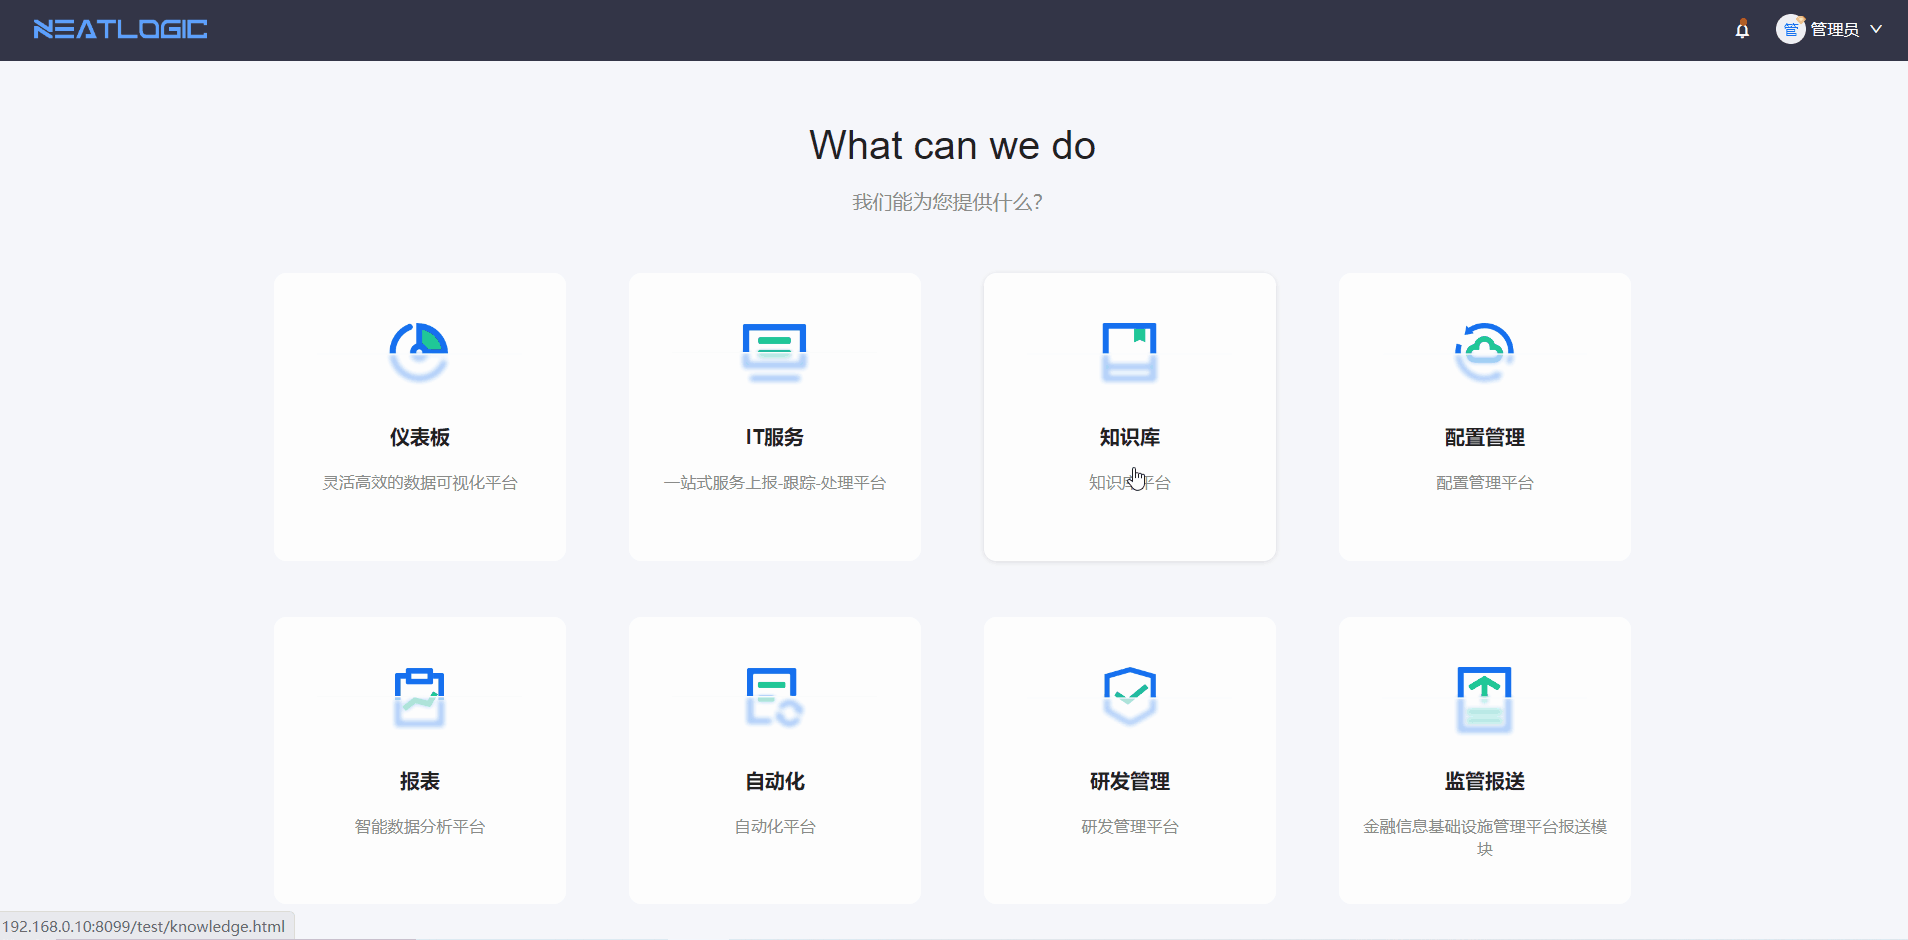 NEATLOGIC
管 管理员
What can we do
我们能为您提供什么？
仪表板
灵活高效的数据可视化平台
IT服务
一站式服务上报-跟踪-处理平台
知识库
知识库平台
配置管理
配置管理平台
报表
智能数据分析平台
自动化
自动化平台
研发管理
研发管理平台
监管报送
金融信息基础设施管理平台报送模
块
192.168.0.10:8099/test/knowledge.html